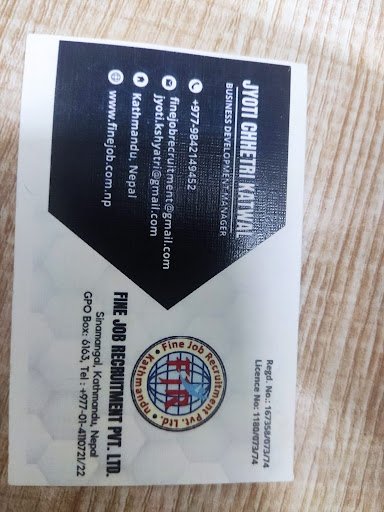 JYOTI CHHETRI KATWAL
BUSINESS DEVELOPMENT MANAGER
+977-9842149452
finejobrecruitment@gmail.com
jyoti.kshyatri@gmail.com
Kathmandu, Nepal
www.finejob.com.np
Regd. No.: 167358/073/74
Licence No: 1180/073/74
Fine Job Recruitment Pvt. Ltd.
FJR
Kathmandu
FINE JOB RECRUITMENT PVT. LTD.
Sinamangal, Kathmandu, Nepal
GPO Box: 6163, Tel : +977-01-4110721/22